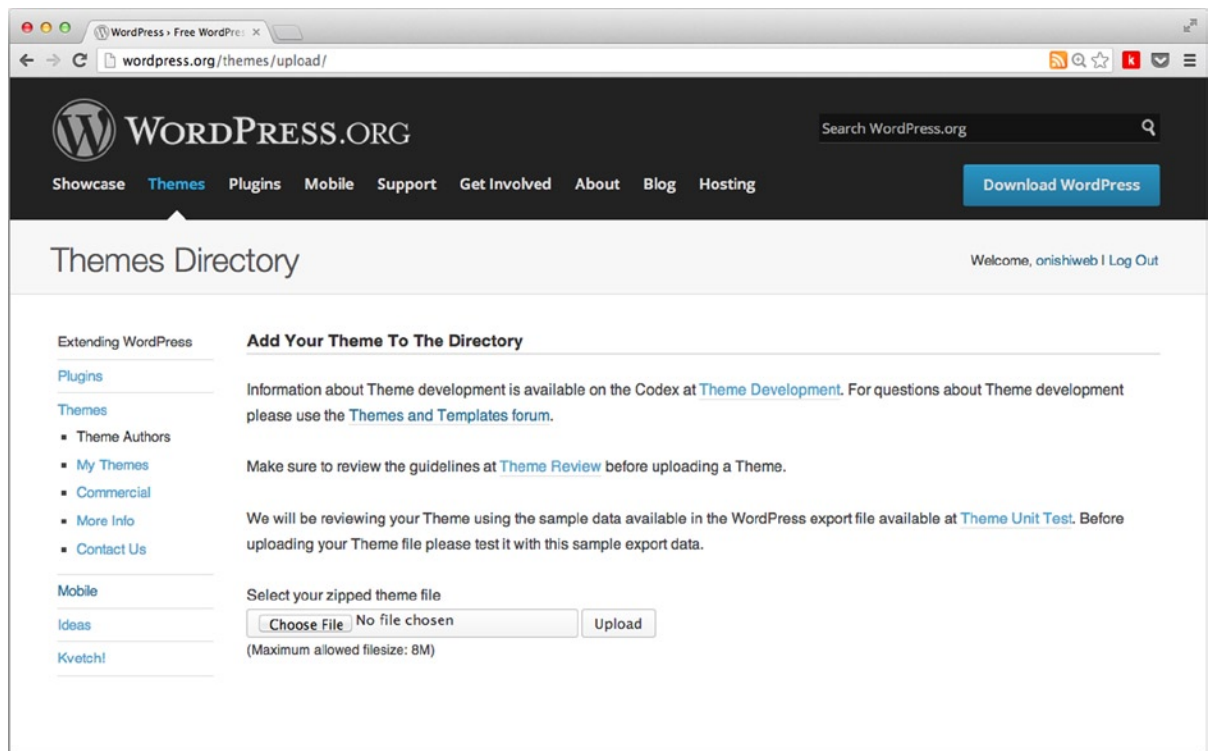 WordPress › Free WordPre
wordpress.org/themes/upload/
WORDPRESS.ORG
Search WordPress.org
Showcase Themes Plugins Mobile Support Get Involved About Blog Hosting
Download WordPress
Themes Directory
Welcome, onishiweb | Log Out
Extending WordPress
Plugins
Themes
Theme Authors
My Themes
Commercial
More Info
Contact Us
Mobile
Ideas
Kvetch!
Add Your Theme To The Directory
Information about Theme development is available on the Codex at Theme Development. For questions about Theme development
please use the Themes and Templates forum.
Make sure to review the guidelines at Theme Review before uploading a Theme.
We will be reviewing your Theme using the sample data available in the WordPress export file available at Theme Unit Test. Before
uploading your Theme file please test it with this sample export data.
Select your zipped theme file
Choose File No file chosen Upload
(Maximum allowed filesize: 8M)